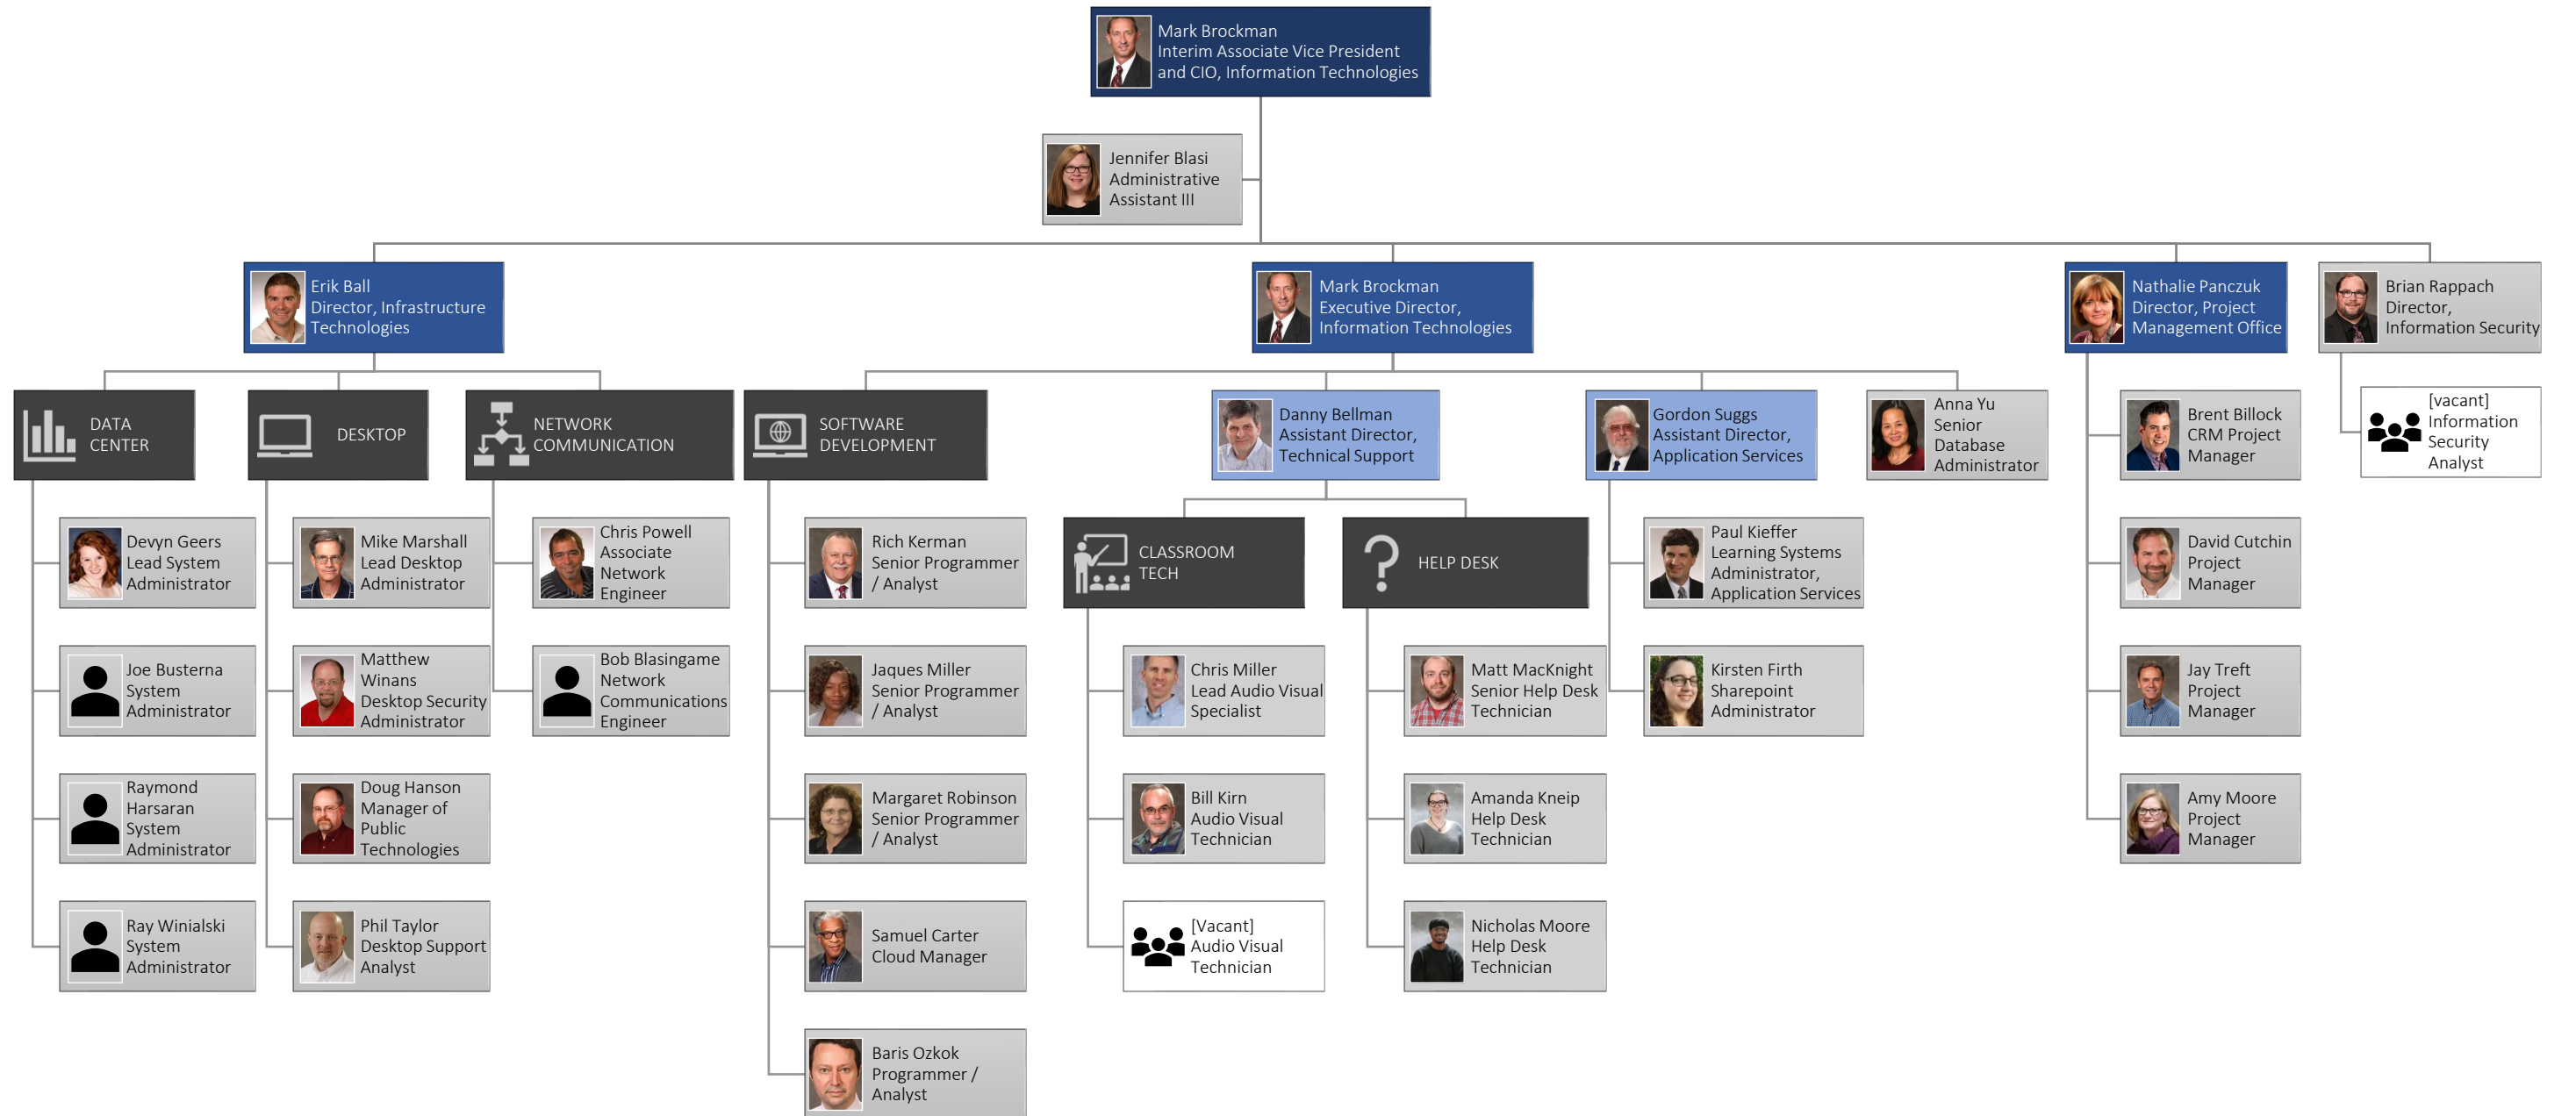 Mark Brockman
Interim Associate Vice President
and CIO, Information Technologies
Jennifer Blasi
Administrative
Assistant III
Erik Ball
Director, Infrastructure
Technologies
Mark Brockman
Executive Director,
Information Technologies
Nathalie Panczuk
Director, Project
Management Office
Brian Rappach
Director,
Information Security
DATA
CENTER
DESKTOP
NETWORK
COMMUNICATION
SOFTWARE
DEVELOPMENT
Danny Bellman
Assistant Director,
Technical Support
Gordon Suggs
Assistant Director,
Application Services
Anna Yu
Senior
Database
Administrator
Brent Billock
CRM Project
Manager
[vacant]
Information
Security
Analyst
Devyn Geers
Lead System
Administrator
Mike Marshall
Lead Desktop
Administrator
Chris Powell
Associate
Network
Engineer
Rich Kerman
Senior Programmer
/ Analyst
CLASSROOM
TECH
HELP DESK
Paul Kieffer
Learning Systems
Administrator,
Application Services
David Cutchin
Project
Manager
Joe Busterna
System
Administrator
Matthew
Winans
Desktop Security
Administrator
Bob Blasingame
Network
Communications
Engineer
Jaques Miller
Senior Programmer
/ Analyst
Chris Miller
Lead Audio Visual
Specialist
Matt MacKnight
Senior Help Desk
Technician
Kirsten Firth
Sharepoint
Administrator
Jay Treft
Project
Manager
Raymond
Harsaran
System
Administrator
Doug Hanson
Manager of
Public
Technologies
Margaret Robinson
Senior Programmer
/ Analyst
Bill Kirn
Audio Visual
Technician
Amanda Kneip
Help Desk
Technician
Amy Moore
Project
Manager
Ray Winialski
System
Administrator
Phil Taylor
Desktop Support
Analyst
Samuel Carter
Cloud Manager
[Vacant]
Audio Visual
Technician
Nicholas Moore
Help Desk
Technician
Baris Ozkok
Programmer /
Analyst